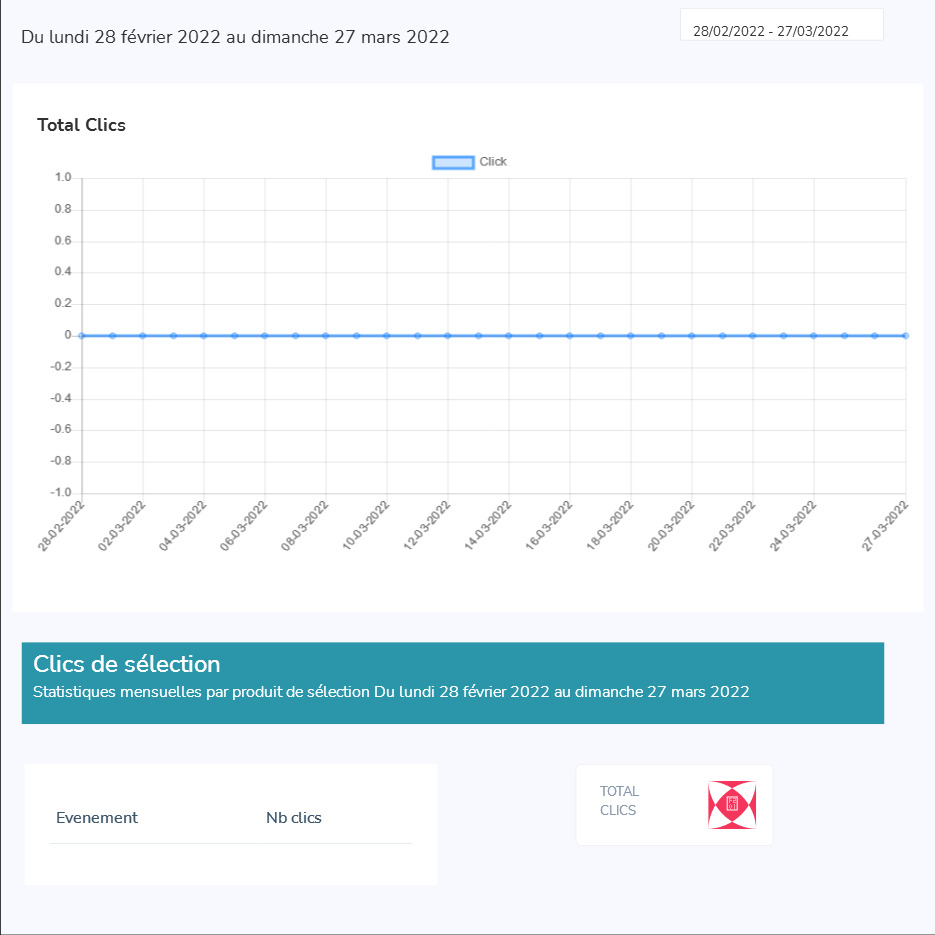 Du lundi 28 février 2022 au dimanche 27 mars 2022
28/02/2022 - 27/03/2022
Total Clics
Click
1.0
0.8
0.6
0.4
0.2
0
-0.2
-0.4
-0.6
-0.8
-1.0
28-02-2022
02-03-2022
04-03-2022
06-03-2022
08-03-2022
10-03-2022
12-03-2022
14-03-2022
16-03-2022
18-03-2022
20-03-2022
22-03-2022
24-03-2022
27-03-2022
Clics de sélection
Statistiques mensuelles par produit de sélection Du lundi 28 février 2022 au dimanche 27 mars 2022
Evenement
Nb clics
TOTAL
CLICS